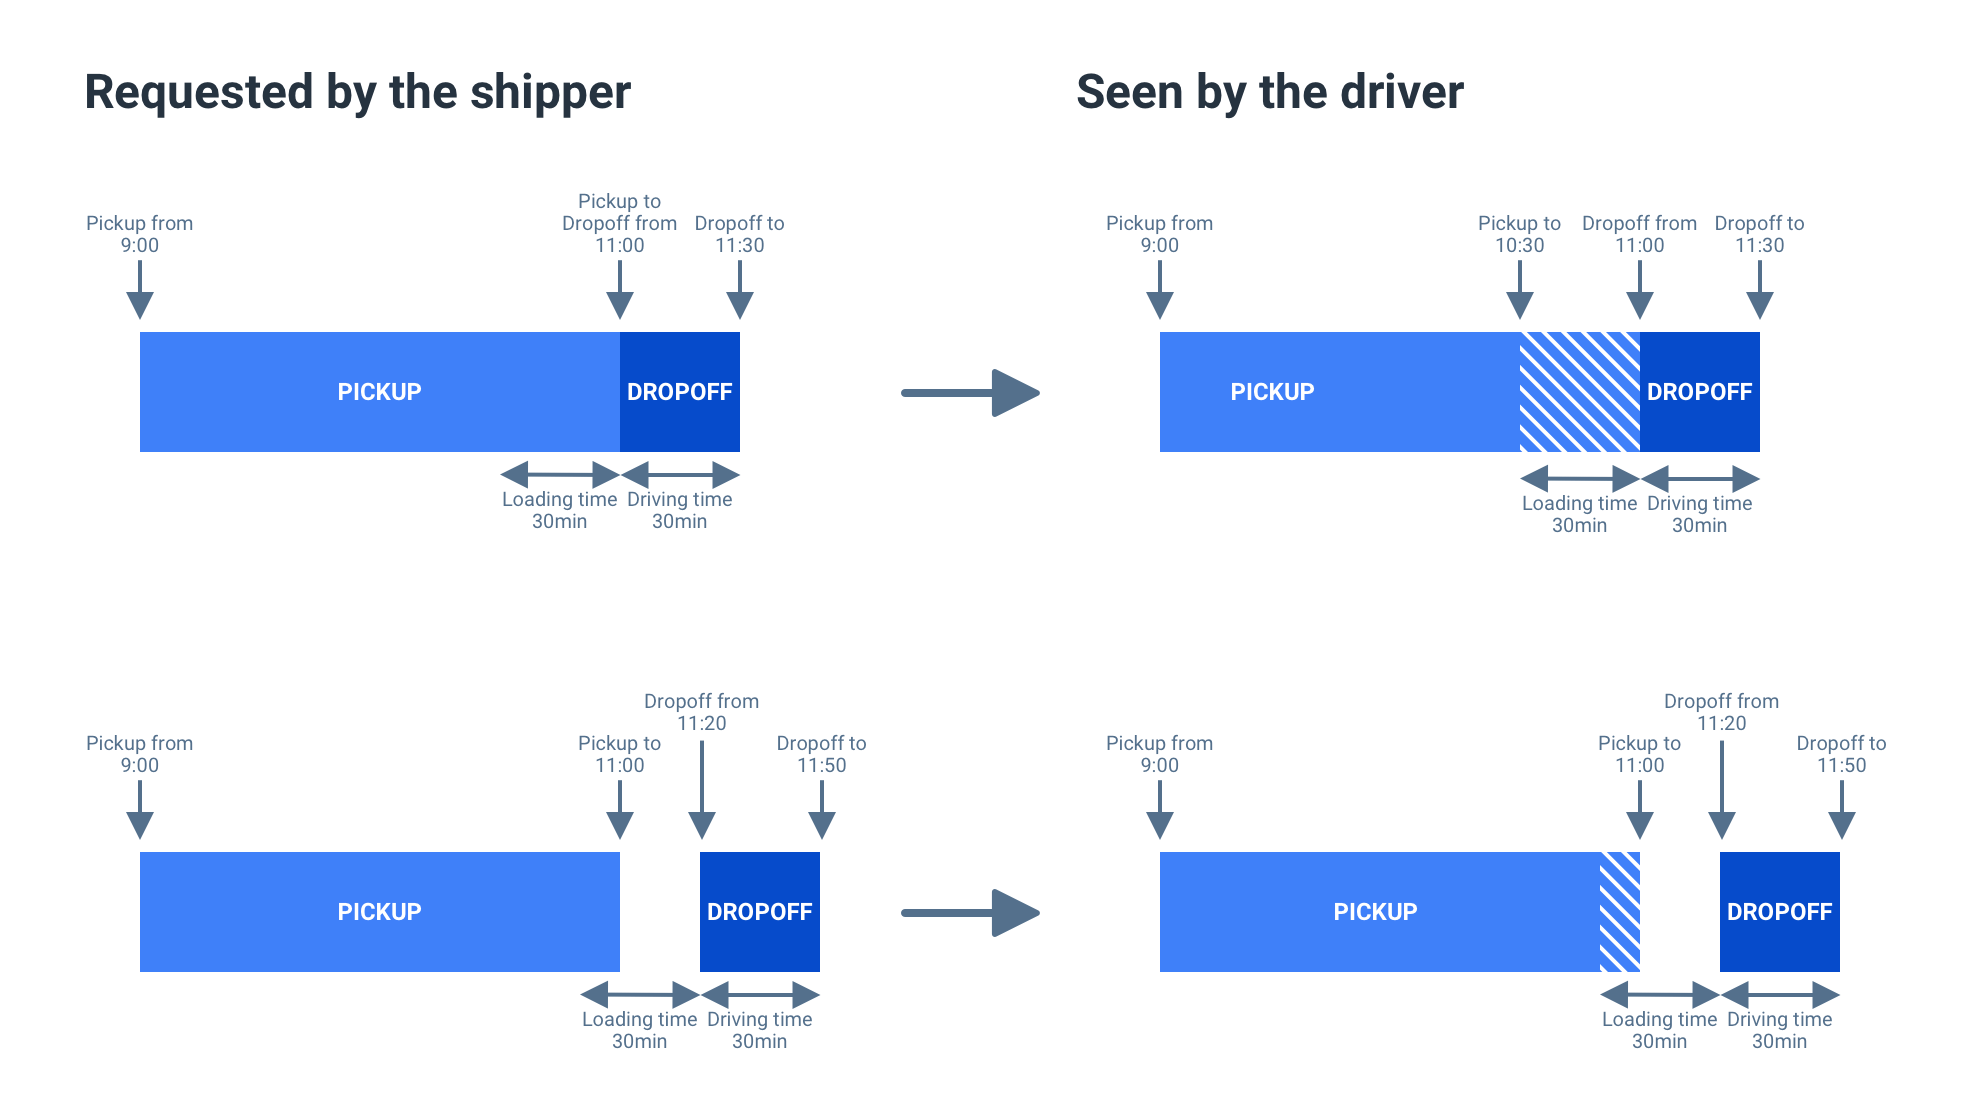 Requested by the shipper
Seen by the driver
Pickup from
9:00
Pickup to
Dropoff from
11:00
Dropoff to
11:30
PICKUP
DROPOFF
Loading time
30min
Driving time
30min
Pickup from
9:00
Pickup to
10:30
Dropoff from
11:00
Dropoff to
11:30
PICKUP
DROPOFF
Loading time
30min
Driving time
30min
Pickup from
9:00
Pickup to
11:00
Dropoff from
11:20
Dropoff to
11:50
PICKUP
DROPOFF
Loading time
30min
Driving time
30min
Pickup from
9:00
Pickup to
11:00
Dropoff from
11:20
Dropoff to
11:50
PICKUP
DROPOFF
Loading time
30min
Driving time
30min